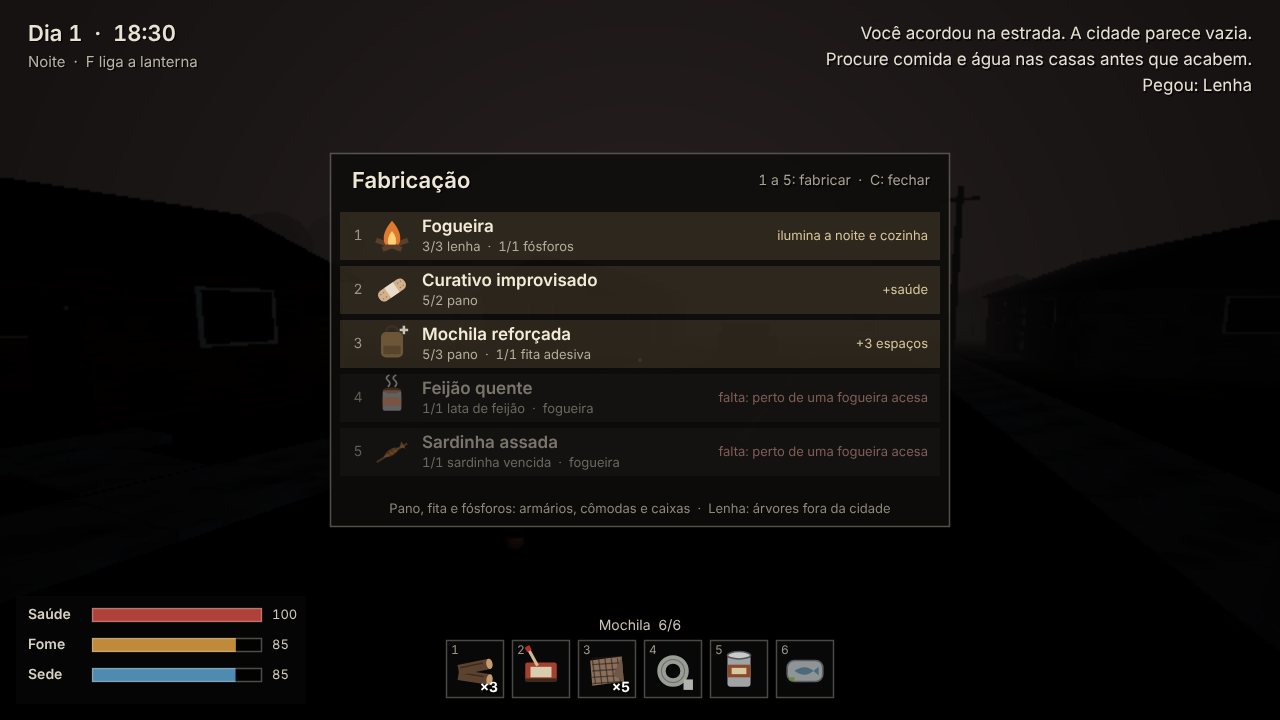 Dia 1 · 18:30
Noite · F liga a lanterna
Você acordou na estrada. A cidade parece vazia.
Procure comida e água nas casas antes que acabem.
Pegou: Lenha
Fabricação
1 a 5: fabricar · C: fechar
1
Fogueira
3/3 lenha · 1/1 fósforos
ilumina a noite e cozinha
2
Curativo improvisado
5/2 pano
+saúde
3
Mochila reforçada
5/3 pano · 1/1 fita adesiva
+3 espaços
4
Feijão quente
1/1 lata de feijão · fogueira
falta: perto de uma fogueira acesa
5
Sardinha assada
1/1 sardinha vencida · fogueira
falta: perto de uma fogueira acesa
Pano, fita e fósforos: armários, cômodas e caixas · Lenha: árvores fora da cidade
Saúde 100
Fome 85
Sede 85
Mochila 6/6
1 2 3 4 5 6
×3 ×5